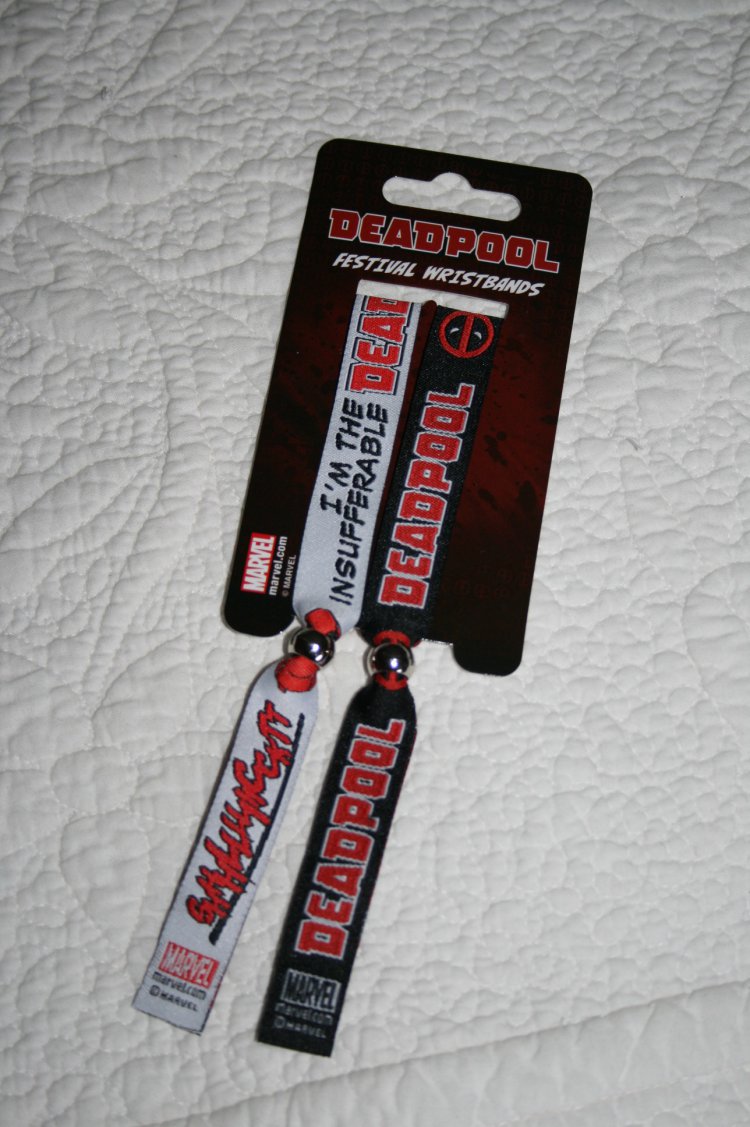 DEADPOOL
FESTIVAL WRISTBANDS
I'M THE
INSUFFERABLE
DEAD
DEADPOOL
MARVEL
marvel.com
© MARVEL
DEADPOOL
MARVEL
marvel.com
© MARVEL
MARVEL
marvel.com
© MARVEL